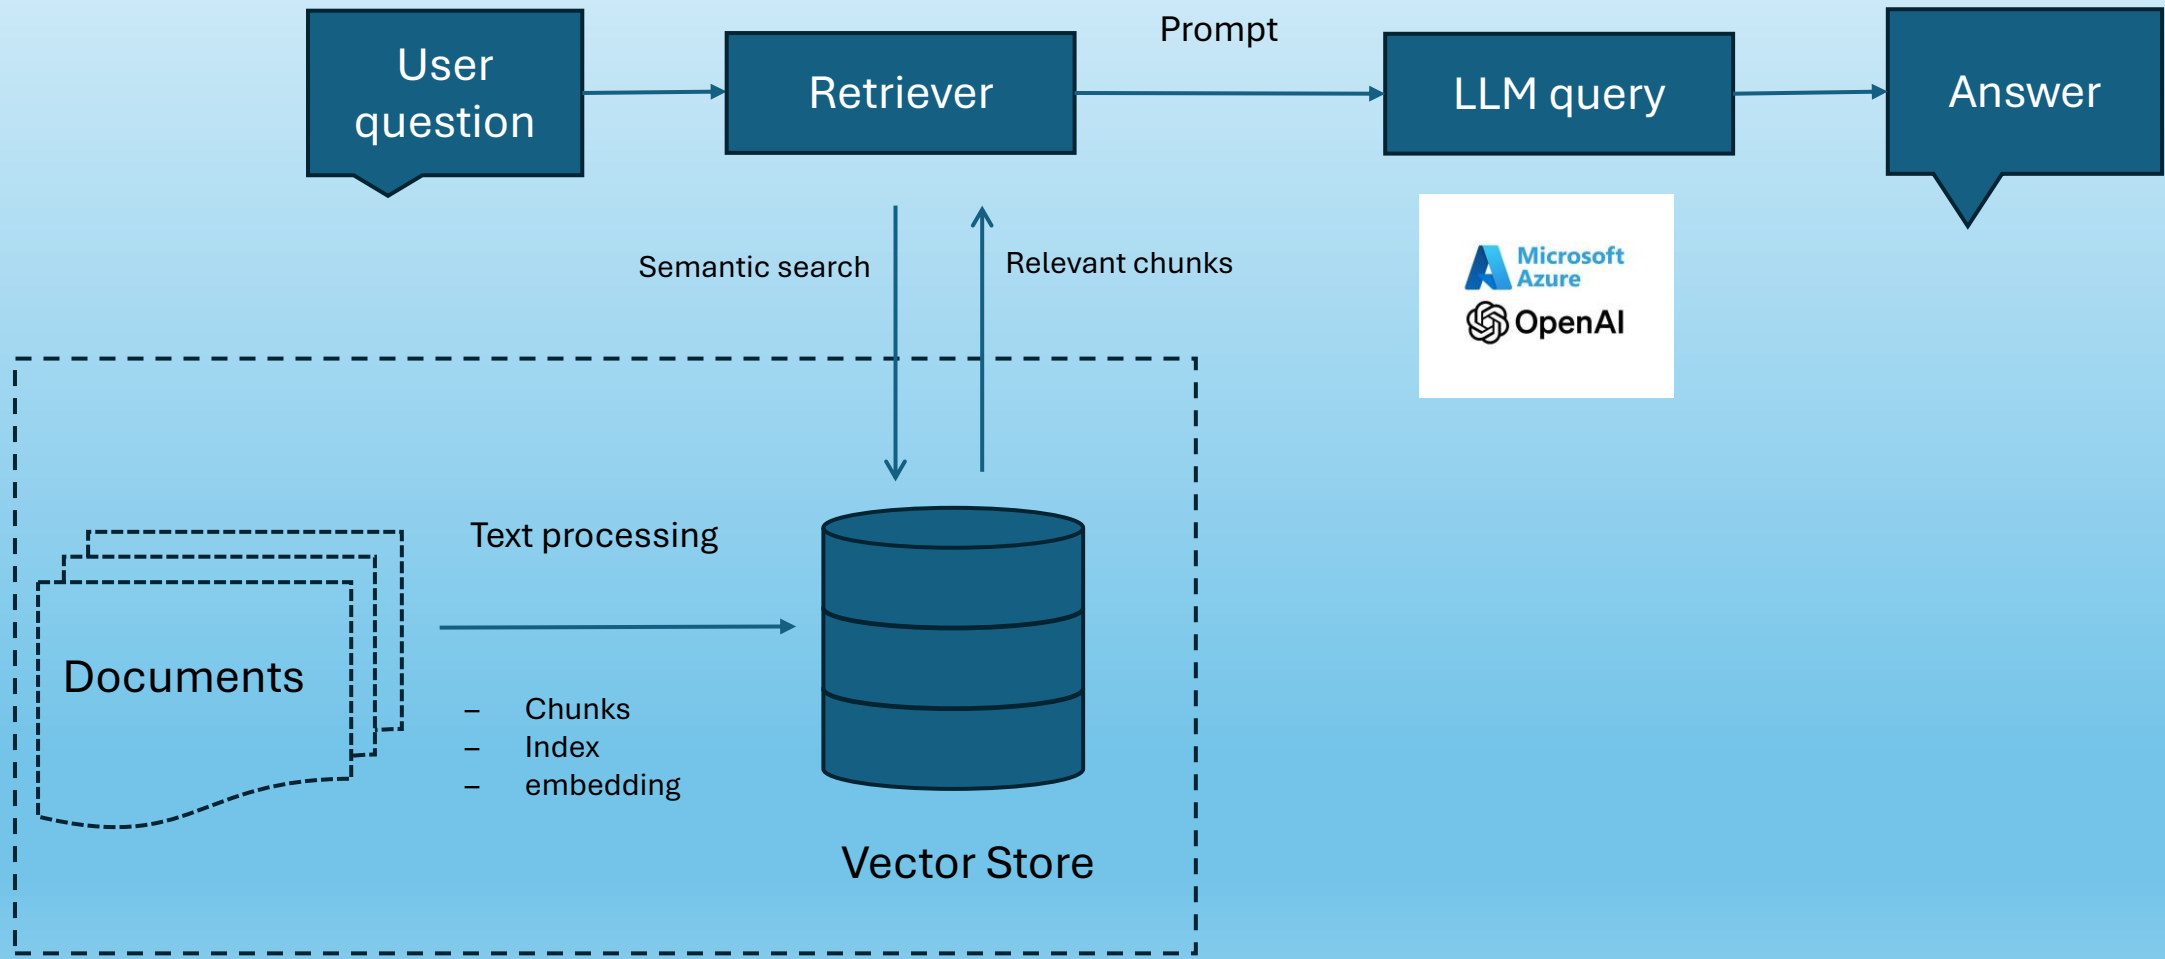 User
question
Retriever
Prompt
LLM query
Answer
Semantic search
Relevant chunks
Microsoft
Azure
OpenAI
Text processing
Documents
– Chunks
– Index
– embedding
Vector Store